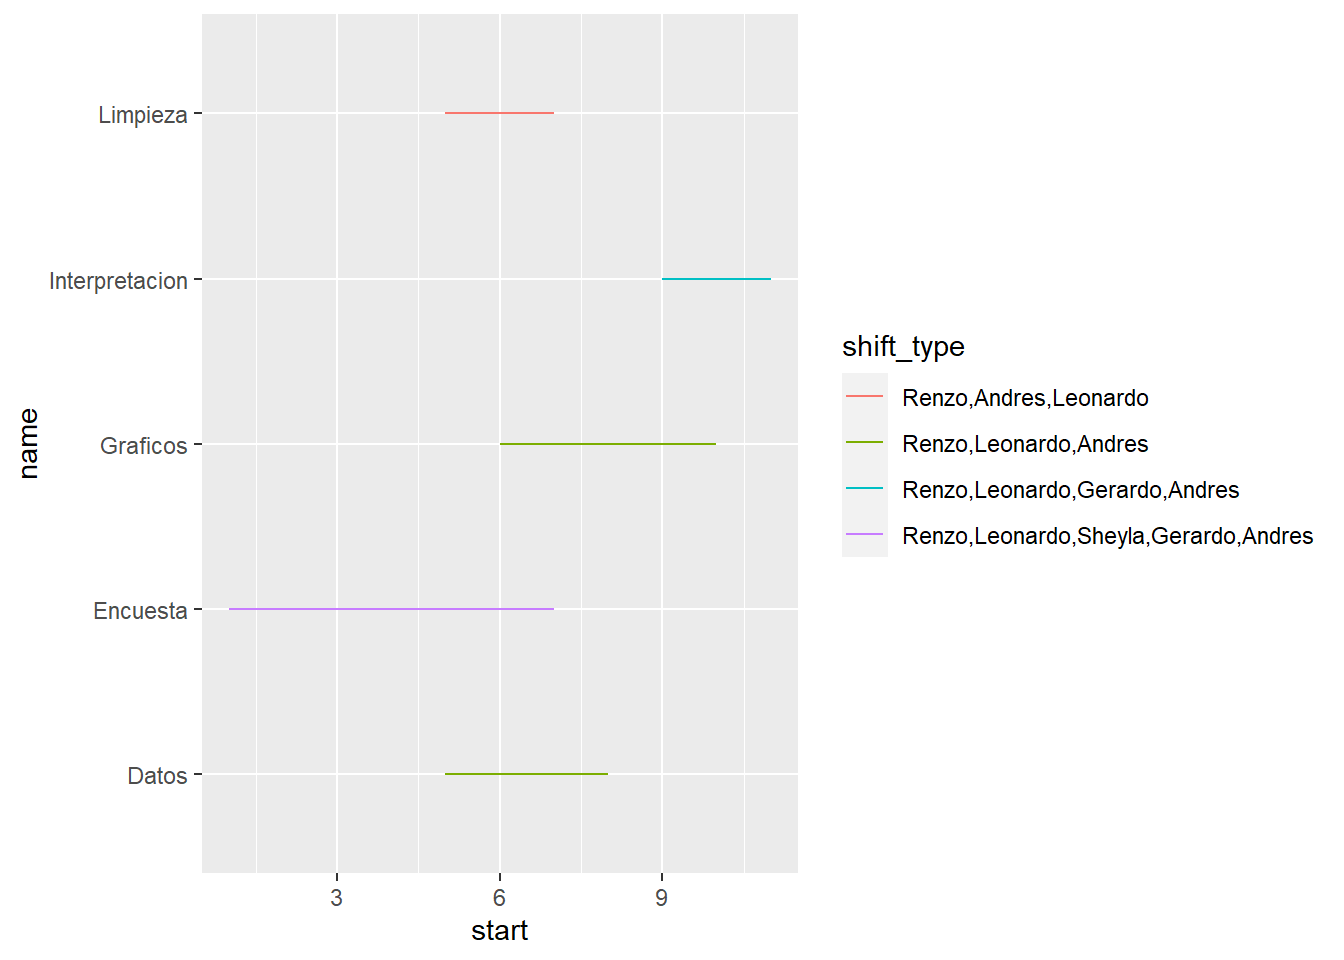 name
Limpieza
Interpretacion
Graficos
Encuesta
Datos
3 6 9
start
shift_type
Renzo,Andres,Leonardo
Renzo,Leonardo,Andres
Renzo,Leonardo,Gerardo,Andres
Renzo,Leonardo,Sheyla,Gerardo,Andres